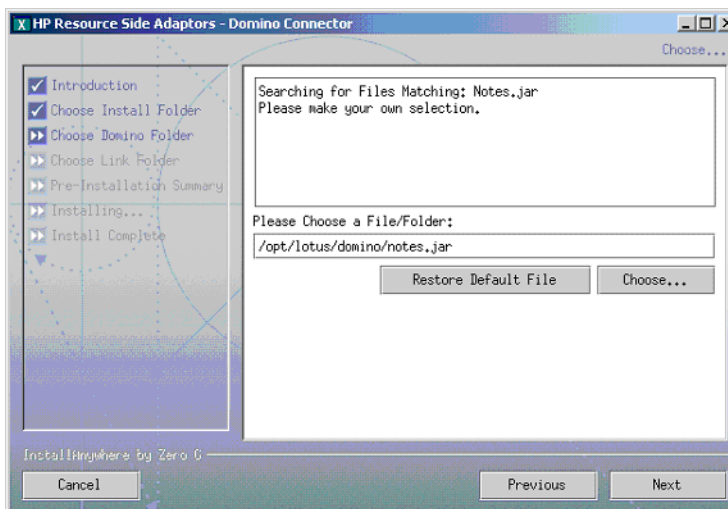 HP Resource Side Adaptors - Domino Connector
Choose...
Introduction
Choose Install Folder
Choose Domino Folder
Choose Link Folder
Pre-Installation Summary
Installing...
Install Complete
Searching for Files Matching: Notes.jar
Please make your own selection.
Please Choose a File/Folder:
/opt/lotus/domino/notes.jar
Restore Default File
Choose...
InstallAnywhere by Zero G
Cancel
Previous
Next